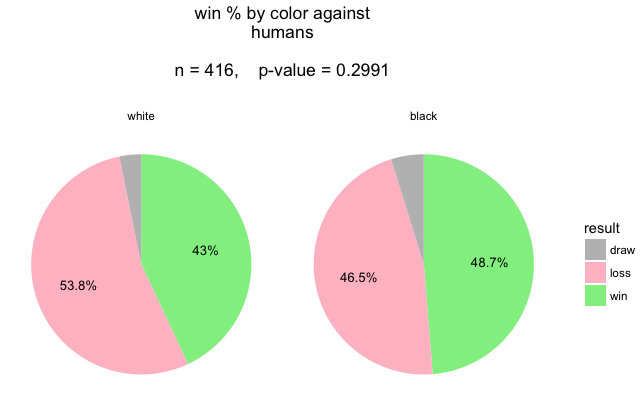 win % by color against
humans
n = 416,    p-value = 0.2991
white
black
43%
53.8%
48.7%
46.5%
result
draw
loss
win